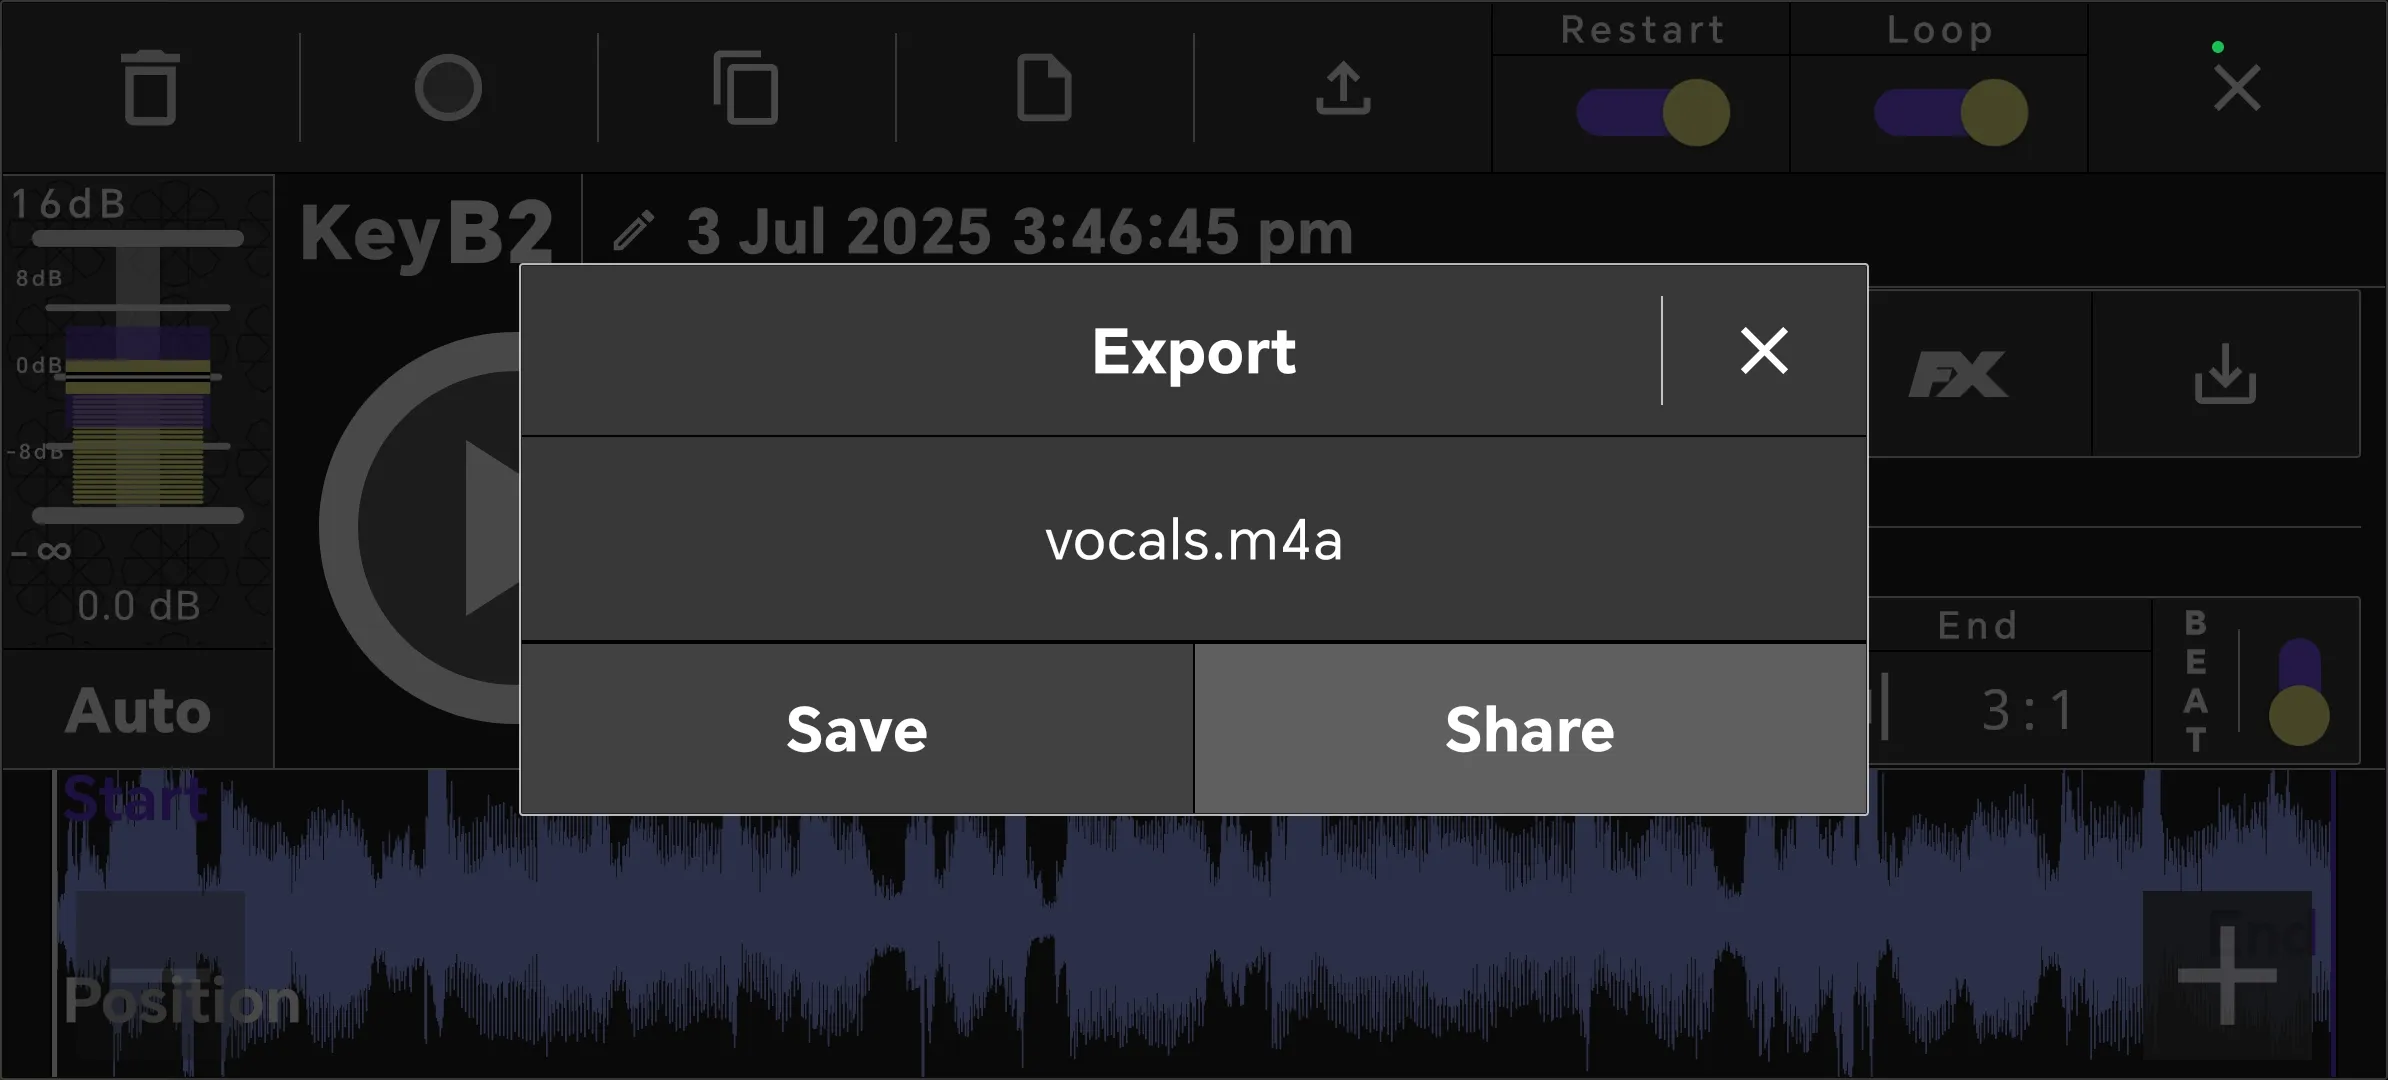 Restart
Loop
16dB
8dB
0dB
-8dB
-∞
0.0 dB
Auto
KeyB2
3 Jul 2025 3:46:45 pm
Export
vocals.m4a
Save
Share
FX
End
3:1
BEAT
Start
Position
End